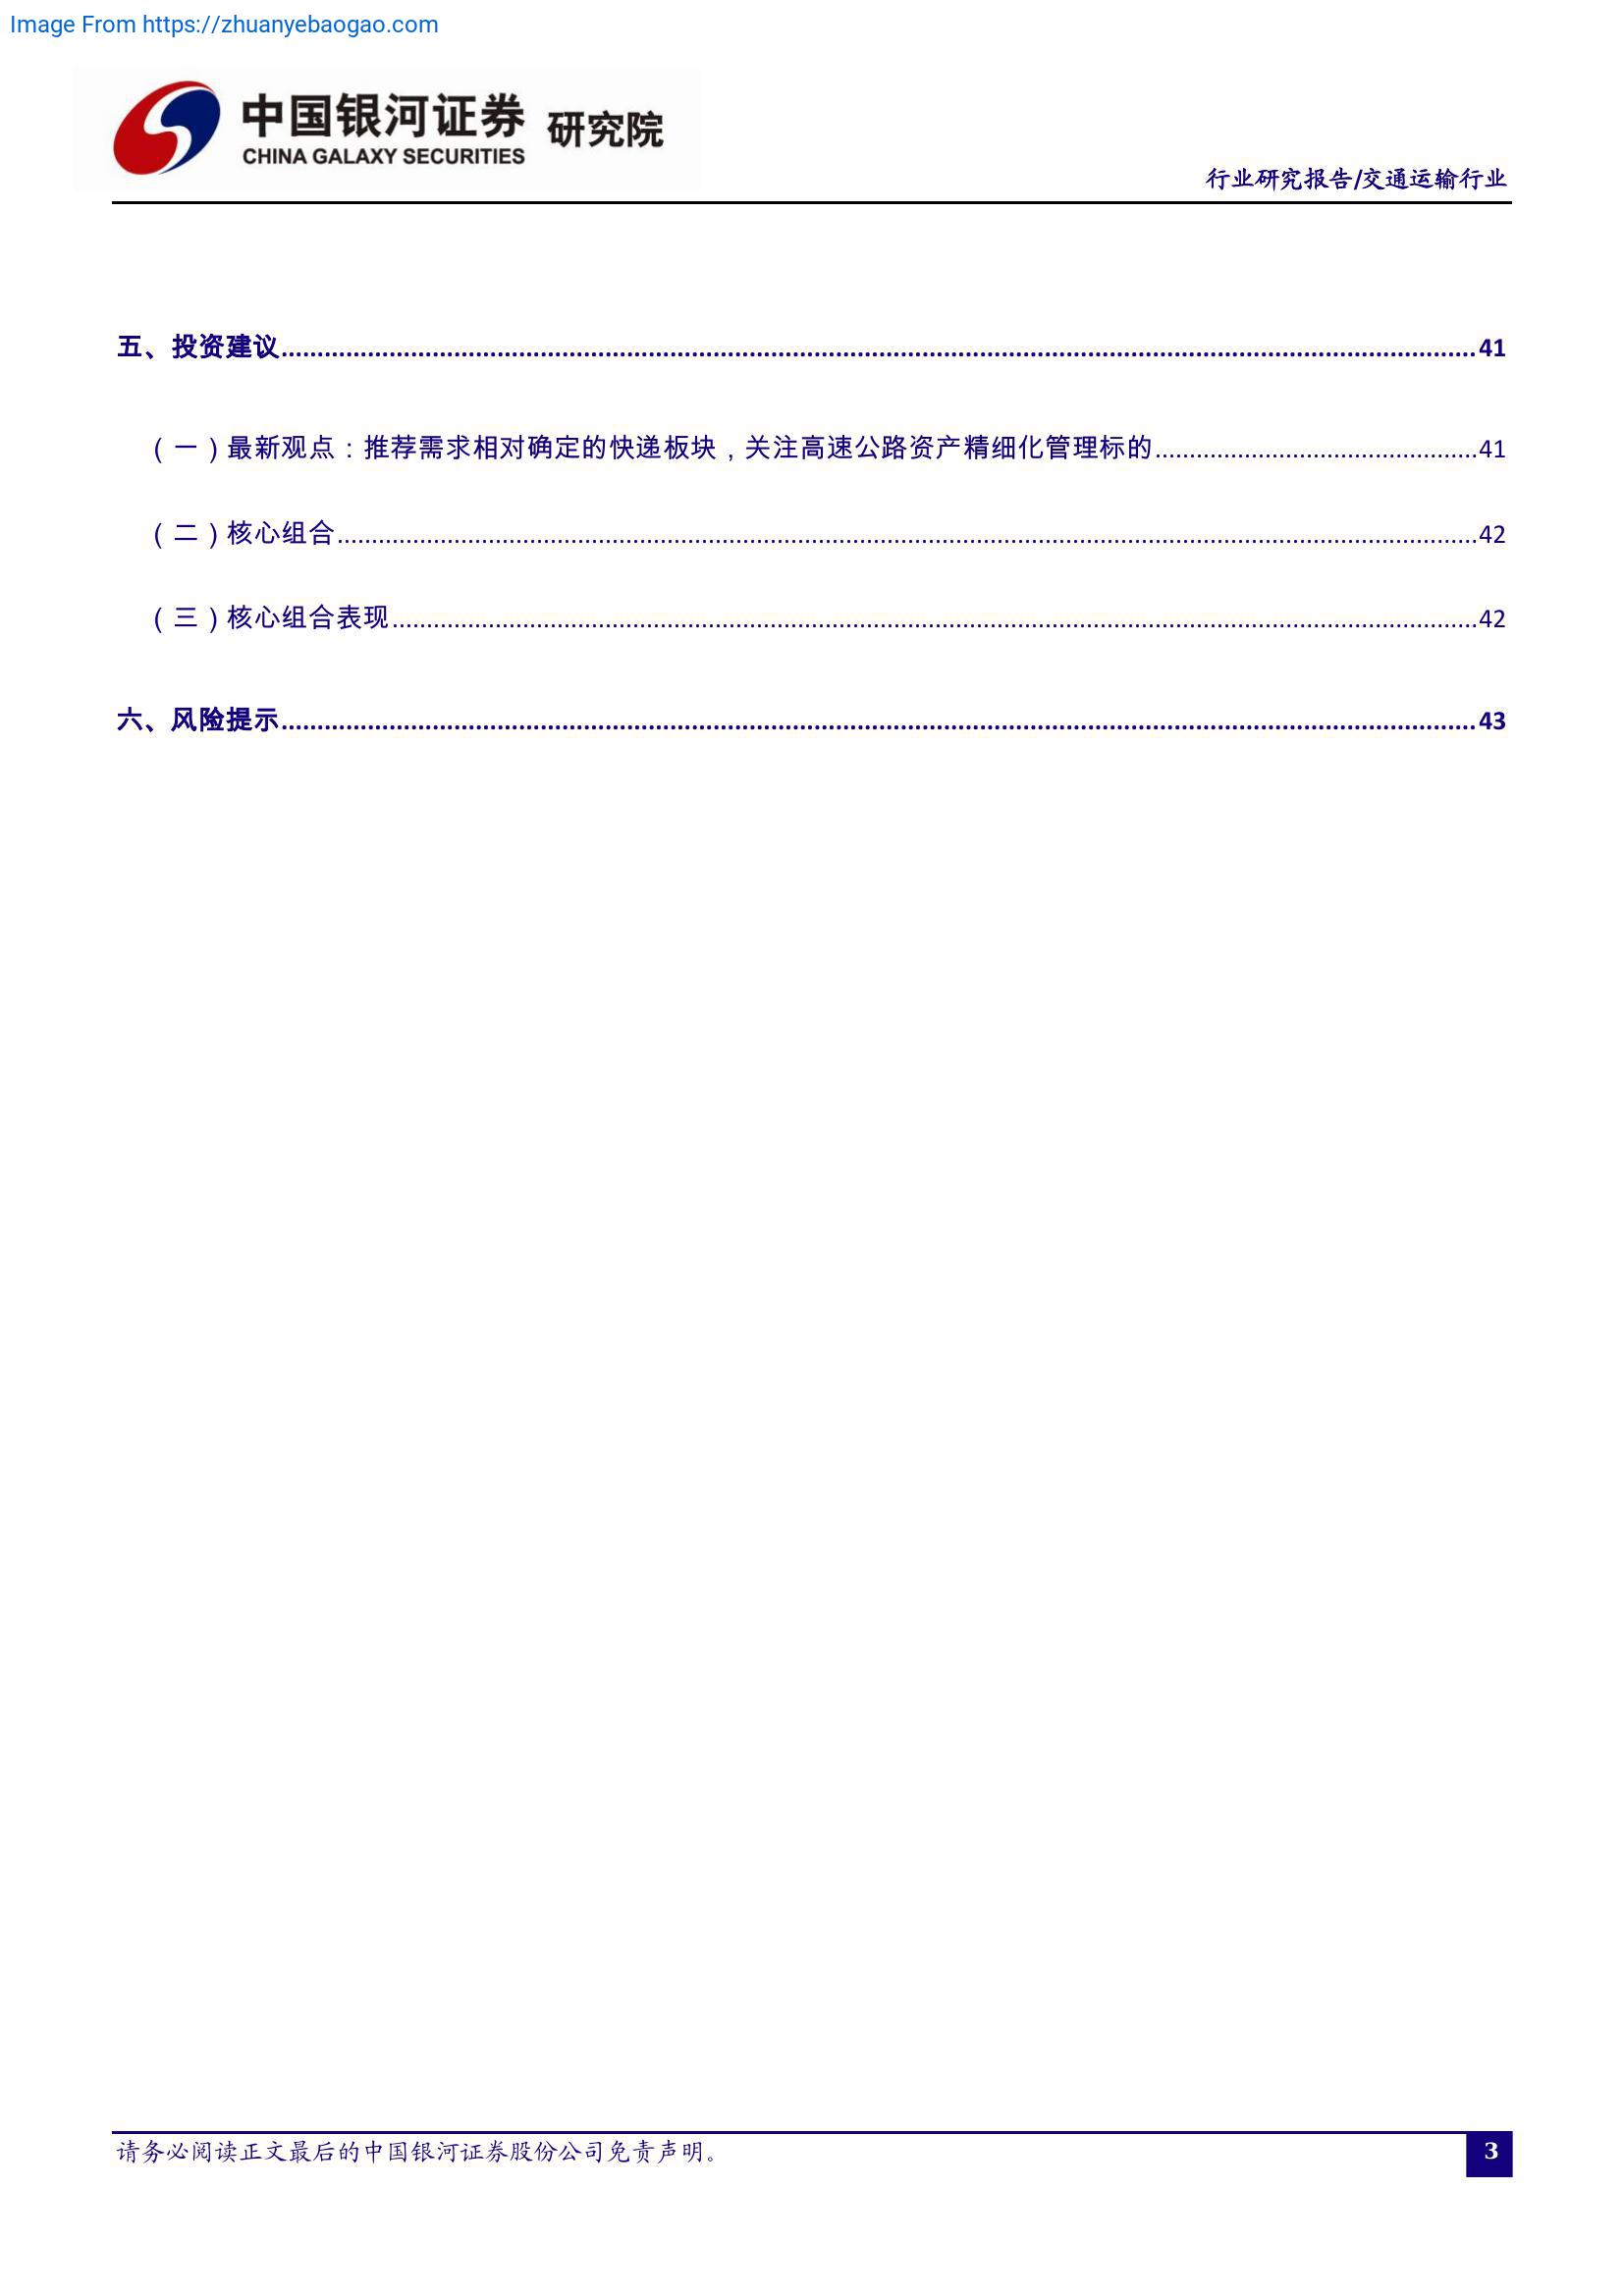 Image From https://zhuanyebaogao.com
中国银河证券 研究院
CHINA GALAXY SECURITIES
行业研究报告/交通运输行业
五、投资建议........................................41
（一）最新观点：推荐需求相对确定的快递板块，关注高速公路资产精细化管理标的........................................41
（二）核心组合........................................42
（三）核心组合表现........................................42
六、风险提示........................................43
请务必阅读正文最后的中国银河证券股份公司免责声明。
3